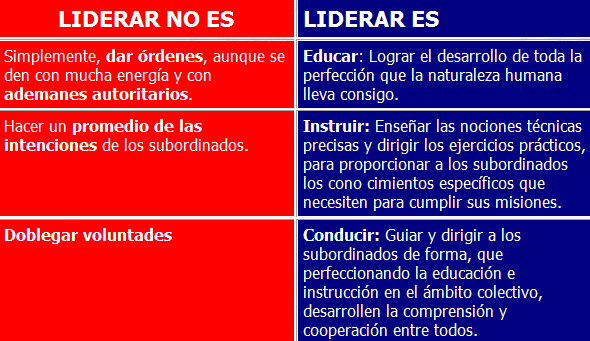 LIDERAR NO ES
LIDERAR ES
Simplemente, dar órdenes, aunque se
den con mucha energía y con
ademanes autoritarios.
Educar: Lograr el desarrollo de toda la
perfección que la naturaleza humana
lleva consigo.
Hacer un promedio de las
intenciones de los subordinados.
Instruir: Enseñar las nociones técnicas
precisas y dirigir los ejercicios prácticos,
para proporcionar a los subordinados
los cono cimientos específicos que
necesiten para cumplir sus misiones.
Doblegar voluntades
Conducir: Guiar y dirigir a los
subordinados de forma, que
perfeccionando la educación e
instrucción en el ámbito colectivo,
desarrollen la comprensión y
cooperación entre todos.